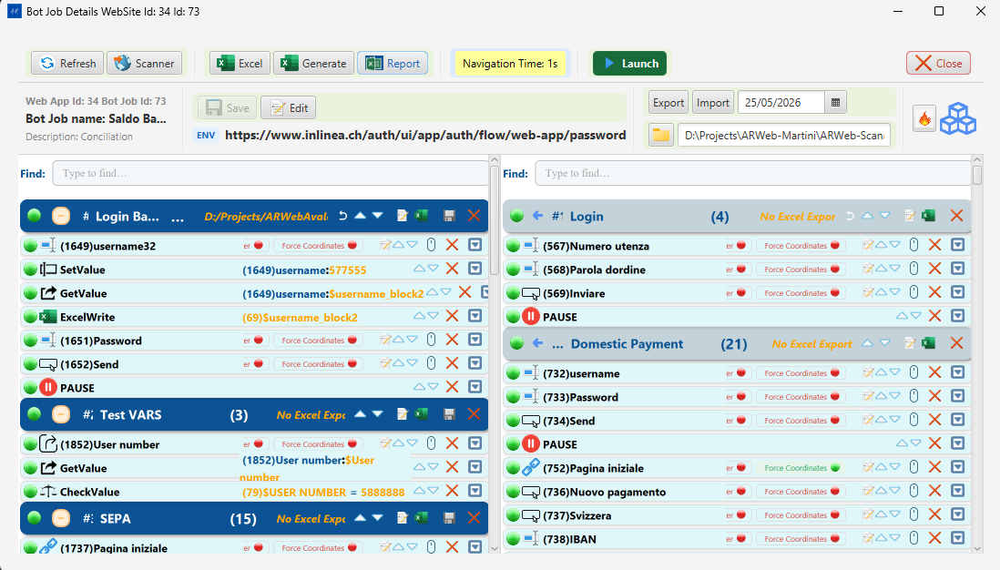 Bot Job Details WebSite Id: 34 Id: 73
Refresh Scanner Excel Generate Report Navigation Time: 1s Launch Close
Web App Id: 34 Bot Job Id: 73
Bot Job name: Saldo Ba...
Description: Conciliation
Save Edit
ENV https://www.inlinea.ch/auth/ui/app/auth/flow/web-app/password
Export Import 25/05/2026
D:\Projects\ARWeb-Martini\ARWeb-Scan
Find: Type to find...
# Login Ba... ... D:/Projects/ARWebAval
(1649)username32 er Force Coordinates
SetValue (1649)username:577555
GetValue (1649)username:$username_block2
ExcelWrite (69)$username_block2
(1651)Password er Force Coordinates
(1652)Send er Force Coordinates
PAUSE
#2 Test VARS (3) No Excel Expo
(1852)User number er Force Coordinates
GetValue (1852)User number:$User
number
CheckValue (79)$USER NUMBER = 5888888
#3 SEPA (15) No Excel Expo
(1737)Pagina iniziale er Force Coordinates
Find: Type to find...
#1 Login (4) No Excel Expor
(567)Numero utenza er Force Coordinates
(568)Parola dordine er Force Coordinates
(569)Inviare er Force Coordinates
PAUSE
... Domestic Payment (21) No Excel Export
(732)username er Force Coordinates
(733)Password er Force Coordinates
(734)Send er Force Coordinates
PAUSE
(752)Pagina iniziale er Force Coordinates
(736)Nuovo pagamento er Force Coordinates
(737)Svizzera er Force Coordinates
(738)IBAN er Force Coordinates